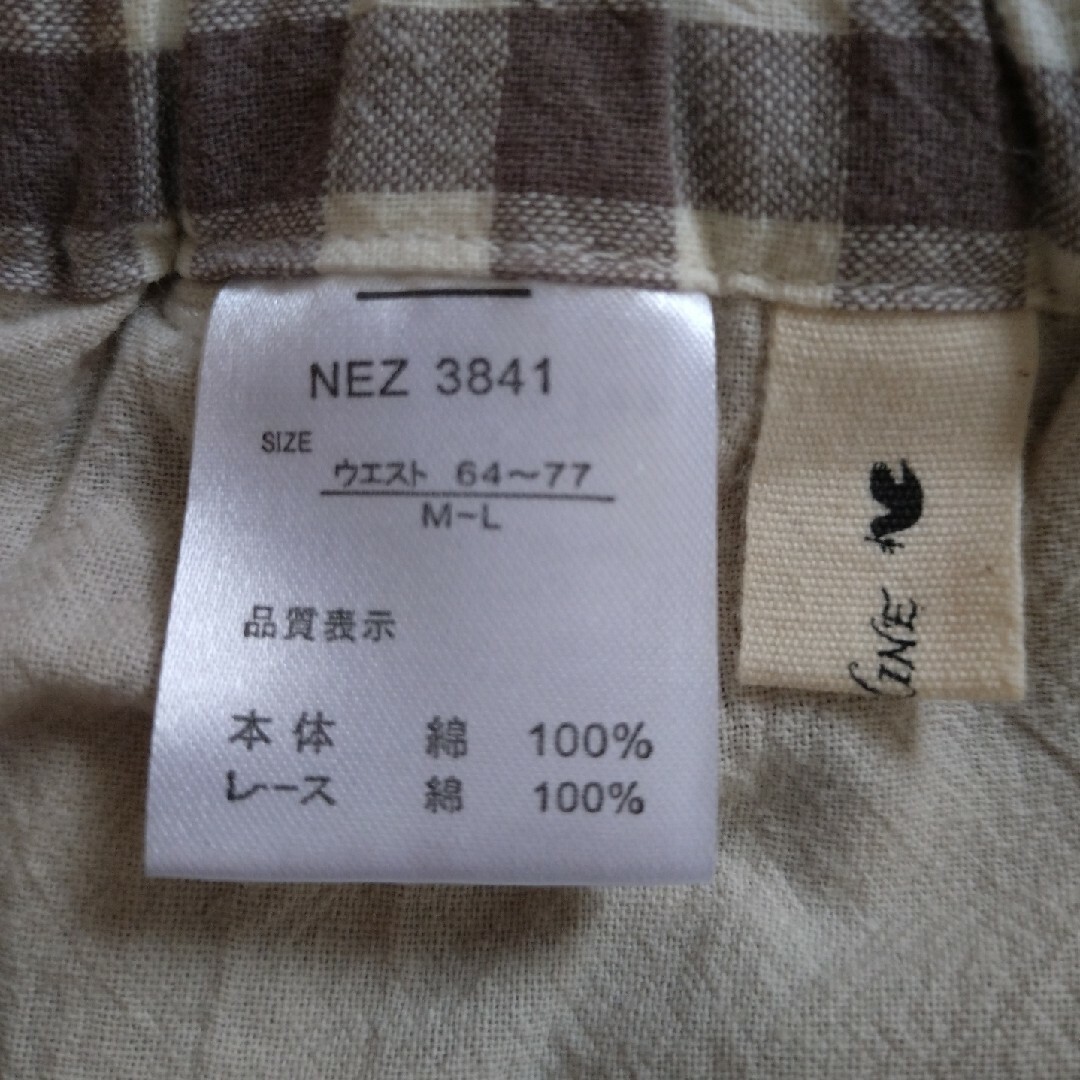 NEZ 3841
SIZE
ウエスト 64～77
M~L
品質表示
本体 綿 100%
レース 綿 100%